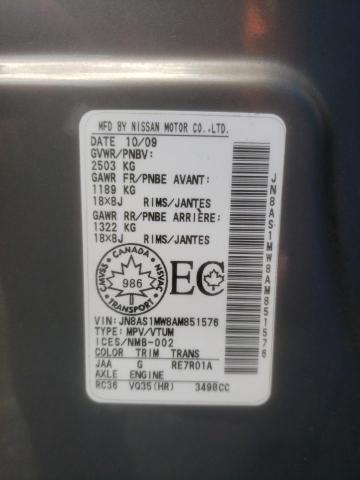 MFD BY NISSAN MOTOR CO.,LTD.
DATE 10/09
GVWR/PNBV:
2503 KG
GAWR FR/PNBE AVANT:
1189 KG
18X8J RIMS/JANTES
GAWR RR/PNBE ARRIÈRE:
1322 KG
18X8J RIMS/JANTES
CANADA
CMVSS NSVAC
986
TRANSPORT
EC
VIN: JN8AS1MW8AM851576
TYPE: MPV/VTUM
ICES/NMB-002
COLOR TRIM TRANS
JAA G RE7R01A
AXLE ENGINE
RC36 VQ35(HR) 3498CC
JN8AS1MW8AM851576